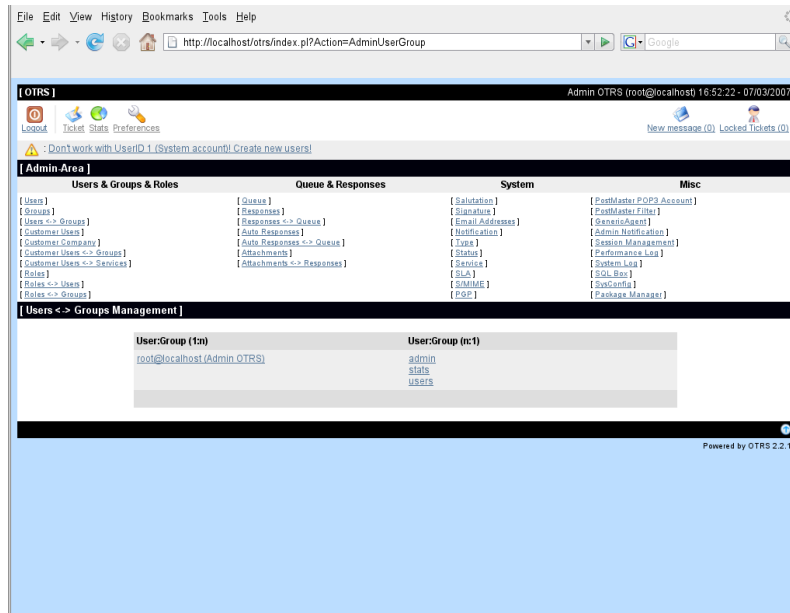 File Edit View History Bookmarks Tools Help
http://localhost/otrs/index.pl?Action=AdminUserGroup
G Google
[ OTRS ]
Admin OTRS (root@localhost) 16:52:22 - 07/03/2007
Logout Ticket Stats Preferences
New message (0) Locked Tickets (0)
: Don't work with UserID 1 (System account)! Create new users!
[ Admin-Area ]
Users & Groups & Roles Queue & Responses System Misc
[ Users ] [ Queue ] [ Salutation ] [ PostMaster POP3 Account ]
[ Groups ] [ Responses ] [ Signature ] [ PostMaster Filter ]
[ Users <-> Groups ] [ Responses <-> Queue ] [ Email Addresses ] [ GenericAgent ]
[ Customer Users ] [ Auto Responses ] [ Notification ] [ Admin Notification ]
[ Customer Company ] [ Auto Responses <-> Queue ] [ Type ] [ Session Management ]
[ Customer Users <-> Groups ] [ Attachments ] [ Status ] [ Performance Log ]
[ Customer Users <-> Services ] [ Attachments <-> Responses ] [ Service ] [ System Log ]
[ Roles ] [ SLA ] [ SQL Box ]
[ Roles <-> Users ] [ S/MIME ] [ SysConfig ]
[ Roles <-> Groups ] [ PGP ] [ Package Manager ]
[ Users <-> Groups Management ]
User:Group (1:n) User:Group (n:1)
root@localhost (Admin OTRS) admin
stats
users
Powered by OTRS 2.2.1